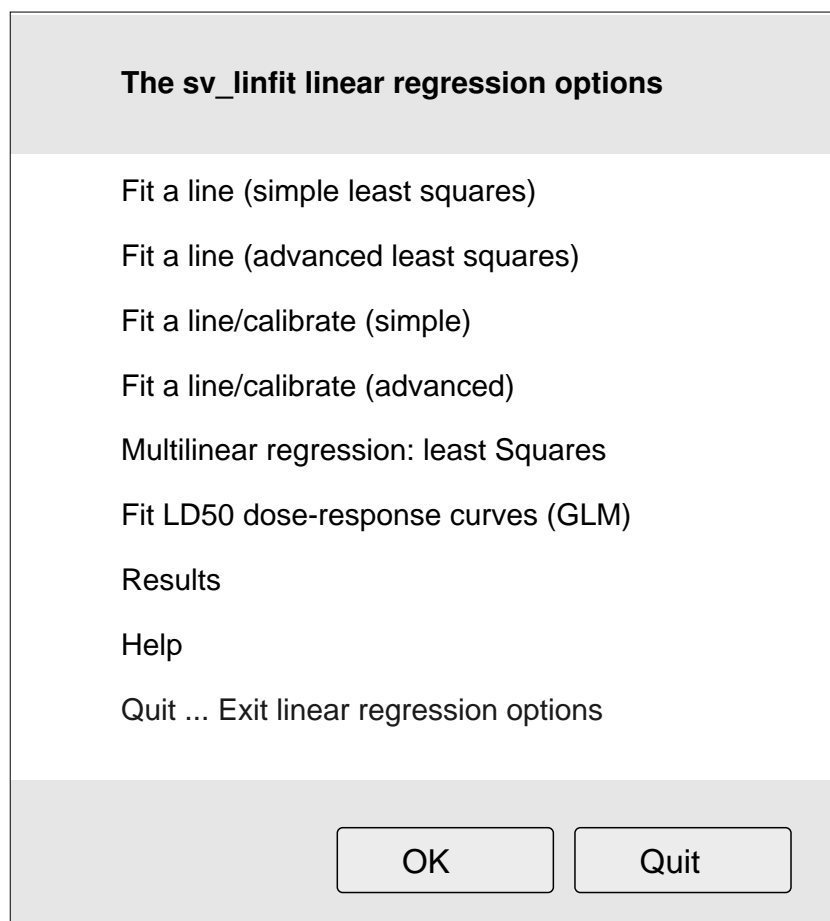 The sv_linfit linear regression options
Fit a line (simple least squares)
Fit a line (advanced least squares)
Fit a line/calibrate (simple)
Fit a line/calibrate (advanced)
Multilinear regression: least Squares
Fit LD50 dose-response curves (GLM)
Results
Help
Quit ... Exit linear regression options
OK
Quit